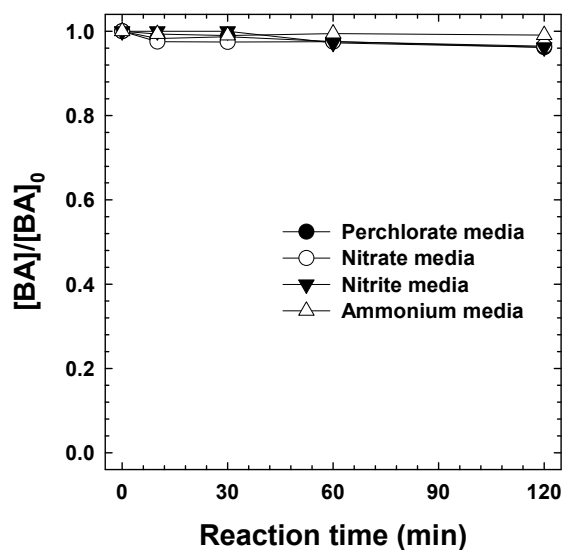 1.0
0.8
0.6
0.4
0.2
0.0
[BA]/[BA]0
Perchlorate media
Nitrate media
Nitrite media
Ammonium media
0 30 60 90 120
Reaction time (min)